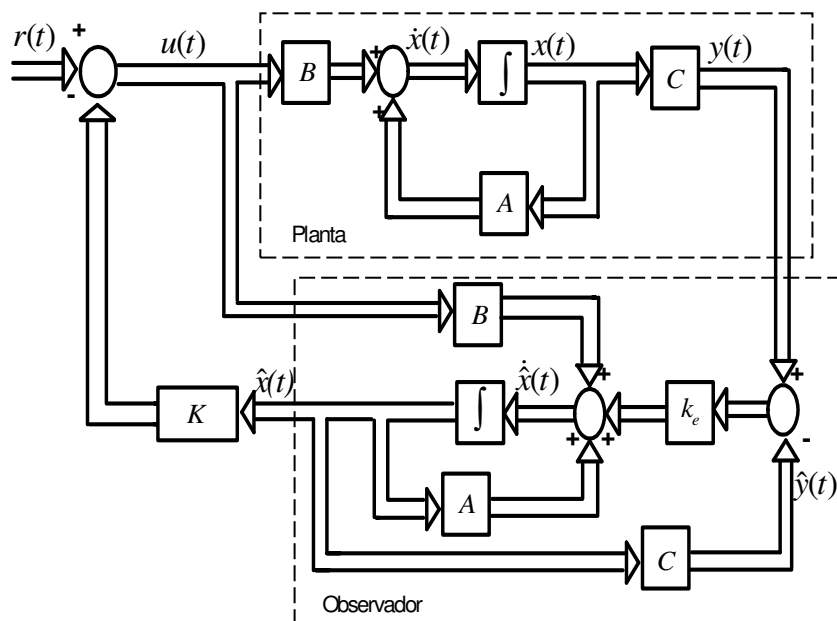 r(t)
+
-
u(t)
B
+
+
ẋ(t)
∫
x(t)
C
y(t)
A
Planta
B
x̂(t)
K
∫
x̂̇(t)
+
+
+
k_e
+
-
ŷ(t)
A
C
Observador